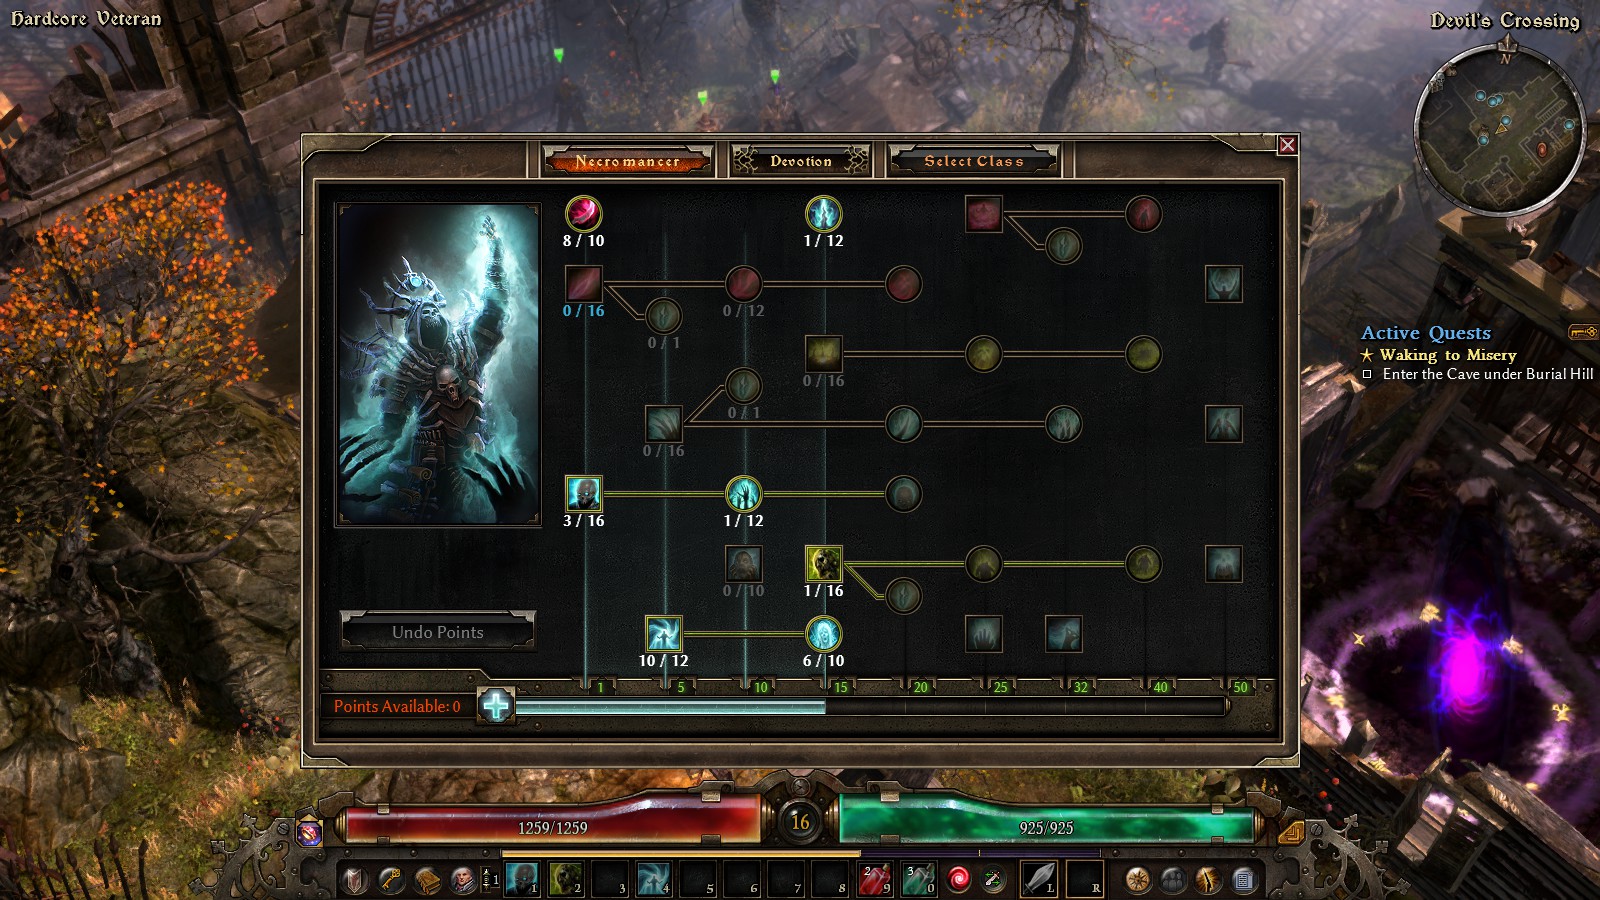 Hardcore Veteran
Devil's Crossing
N
Necromancer
Devotion
Select Class
8 / 10
1 / 12
0 / 16
0 / 1
0 / 12
0 / 16
0 / 1
0 / 16
3 / 16
1 / 12
0 / 10
1 / 16
10 / 12
6 / 10
Active Quests
Waking to Misery
Enter the Cave under Burial Hill
Undo Points
1 5 10 15 20 25 32 40 50
Points Available: 0
1259/1259
16
925/925
1 1 2 3 4 5 6 7 8 2 9 3 0 L R